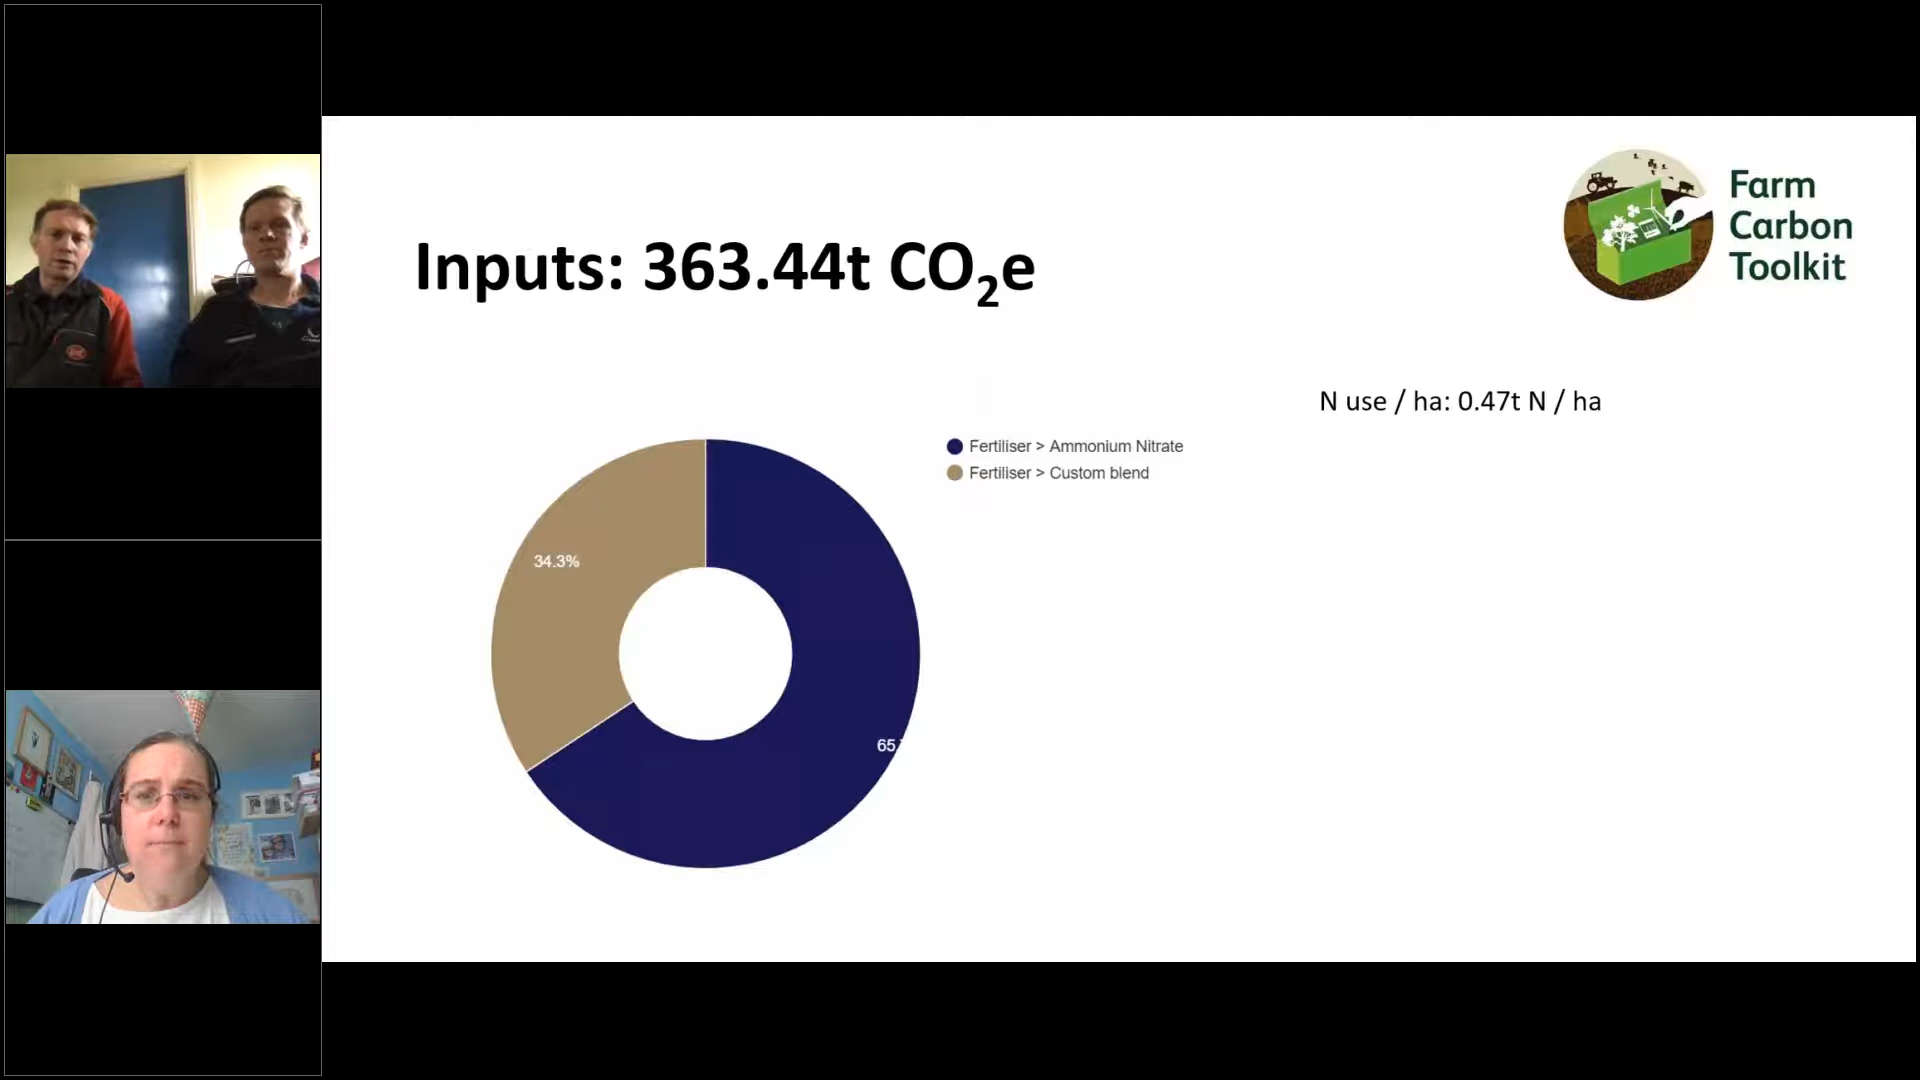 Inputs: 363.44t CO₂e
Farm
Carbon
Toolkit
N use / ha: 0.47t N / ha
Fertiliser > Ammonium Nitrate
Fertiliser > Custom blend
34.3%
65